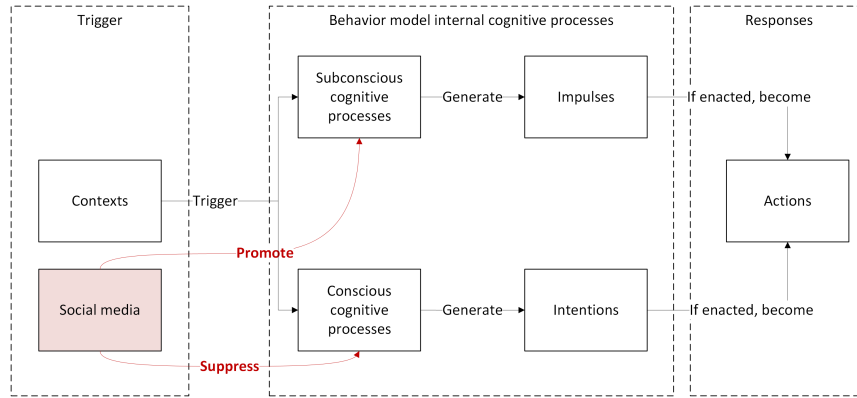 Trigger
Behavior model internal cognitive processes
Responses
Subconscious
cognitive
processes
Generate
Impulses
If enacted, become
Contexts
Trigger
Actions
Promote
Social media
Conscious
cognitive
processes
Generate
Intentions
If enacted, become
Suppress